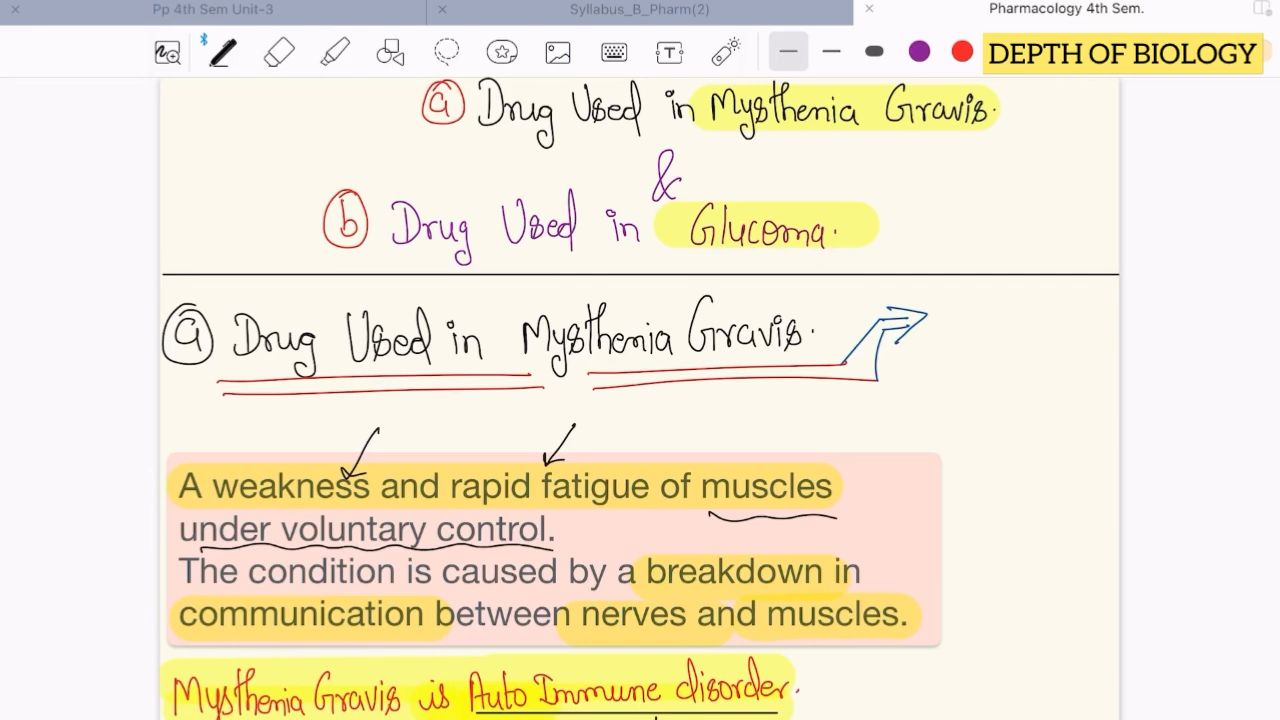 Pp 4th Sem Unit-3
Syllabus_B_Pharm(2)
Pharmacology 4th Sem.
DEPTH OF BIOLOGY
a Drug Used in Mysthenia Gravis.
&
b Drug Used in Glucoma.
a Drug Used in Mysthenia Gravis.
A weakness and rapid fatigue of muscles
under voluntary control.
The condition is caused by a breakdown in
communication between nerves and muscles.
Mysthenia Gravis is Auto Immune disorder.